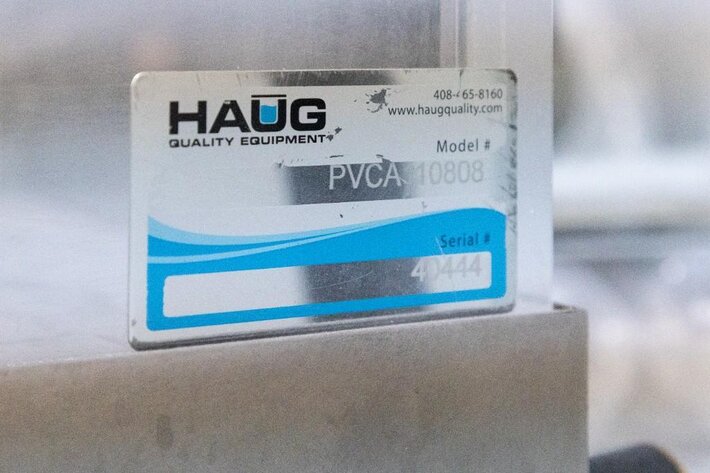 HAUG
QUALITY EQUIPMENT
408-465-8160
www.haugquality.com
Model #
PVCA 10808
Serial #
40444